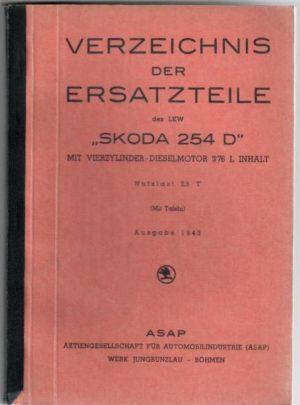 VERZEICHNIS
DER
ERSATZTEILE
des LKW
„SKODA 254 D"
MIT VIERZYLINDER-DIESELMOTOR 3'76 L INHALT
Nutzlast 2,5 T
(Mit Tafeln)
Ausgabe 1943
ASAP
AKTIENGESELLSCHAFT FÜR AUTOMOBILINDUSTRIE (ASAP)
WERK JUNGBUNZLAU - BÖHMEN